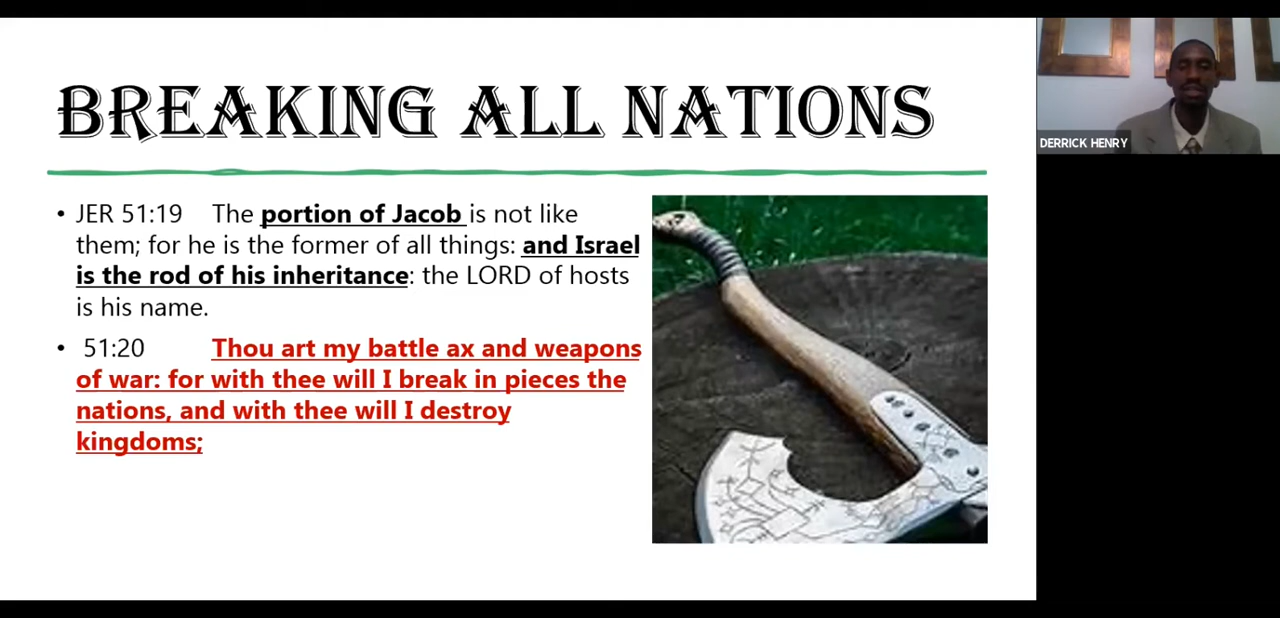 BREAKING ALL NATIONS
DERRICK HENRY
• JER 51:19 The portion of Jacob is not like
them; for he is the former of all things: and Israel
is the rod of his inheritance: the LORD of hosts
is his name.
• 51:20 Thou art my battle ax and weapons
of war: for with thee will I break in pieces the
nations, and with thee will I destroy
kingdoms;